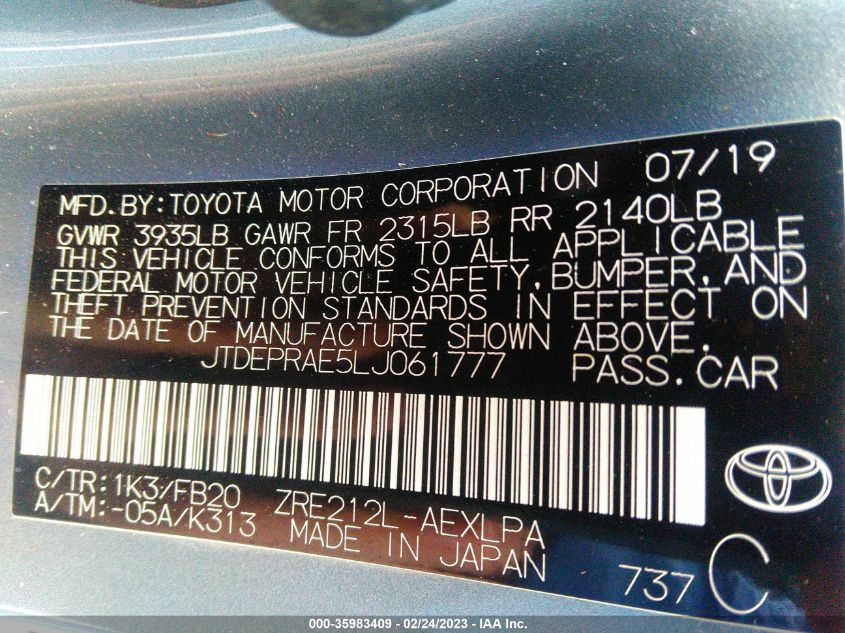 MFD.BY:TOYOTA MOTOR CORPORATION 07/19
GVWR 3935LB GAWR FR 2315LB RR 2140LB
THIS VEHICLE CONFORMS TO ALL APPLICABLE
FEDERAL MOTOR VEHICLE SAFETY, BUMPER, AND
THEFT PREVENTION STANDARDS IN EFFECT ON
THE DATE OF MANUFACTURE SHOWN ABOVE.
JTDEPRAE5LJ061777 PASS.CAR
C/TR:1K3/FB20 ZRE212L-AEXLPA
A/TM:-05A/K313 MADE IN JAPAN
737 C
000-35983409 - 02/24/2023 - IAA Inc.